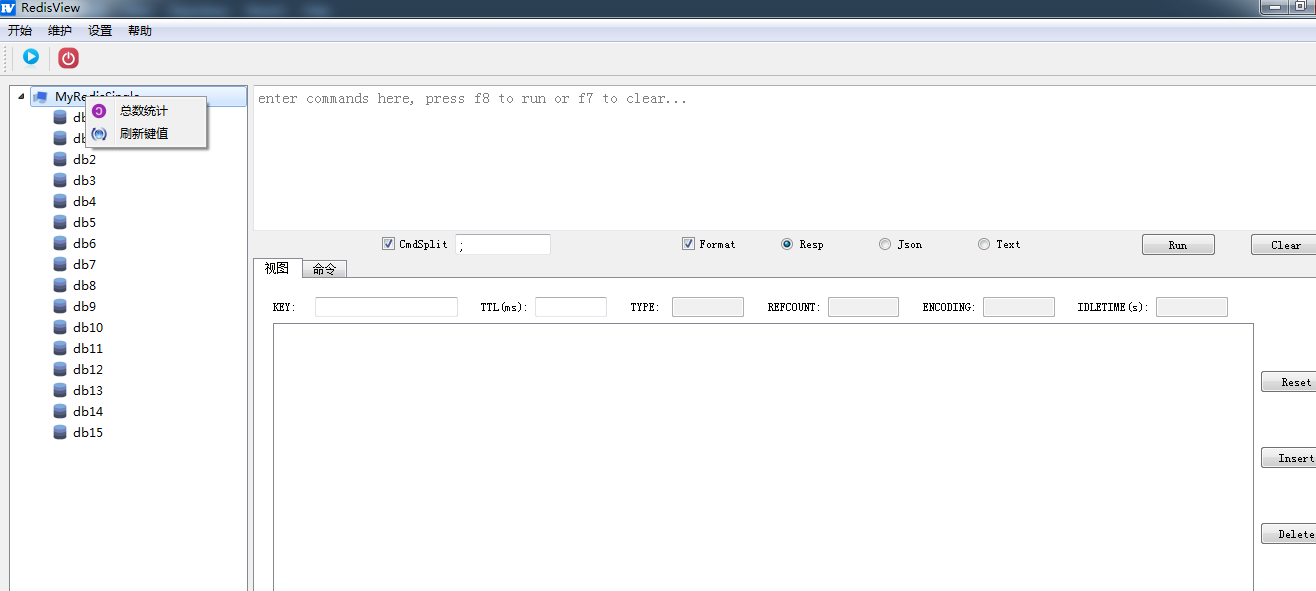 RedisView
开始 维护 设置 帮助
MyRedisSingle
总数统计
刷新键值
db2
db3
db4
db5
db6
db7
db8
db9
db10
db11
db12
db13
db14
db15
enter commands here, press f8 to run or f7 to clear...
CmdSplit ; Format Resp Json Text Run Clear
视图 命令
KEY: TTL(ms): TYPE: REFCOUNT: ENCODING: IDLETIME(s):
Reset
Insert
Delete